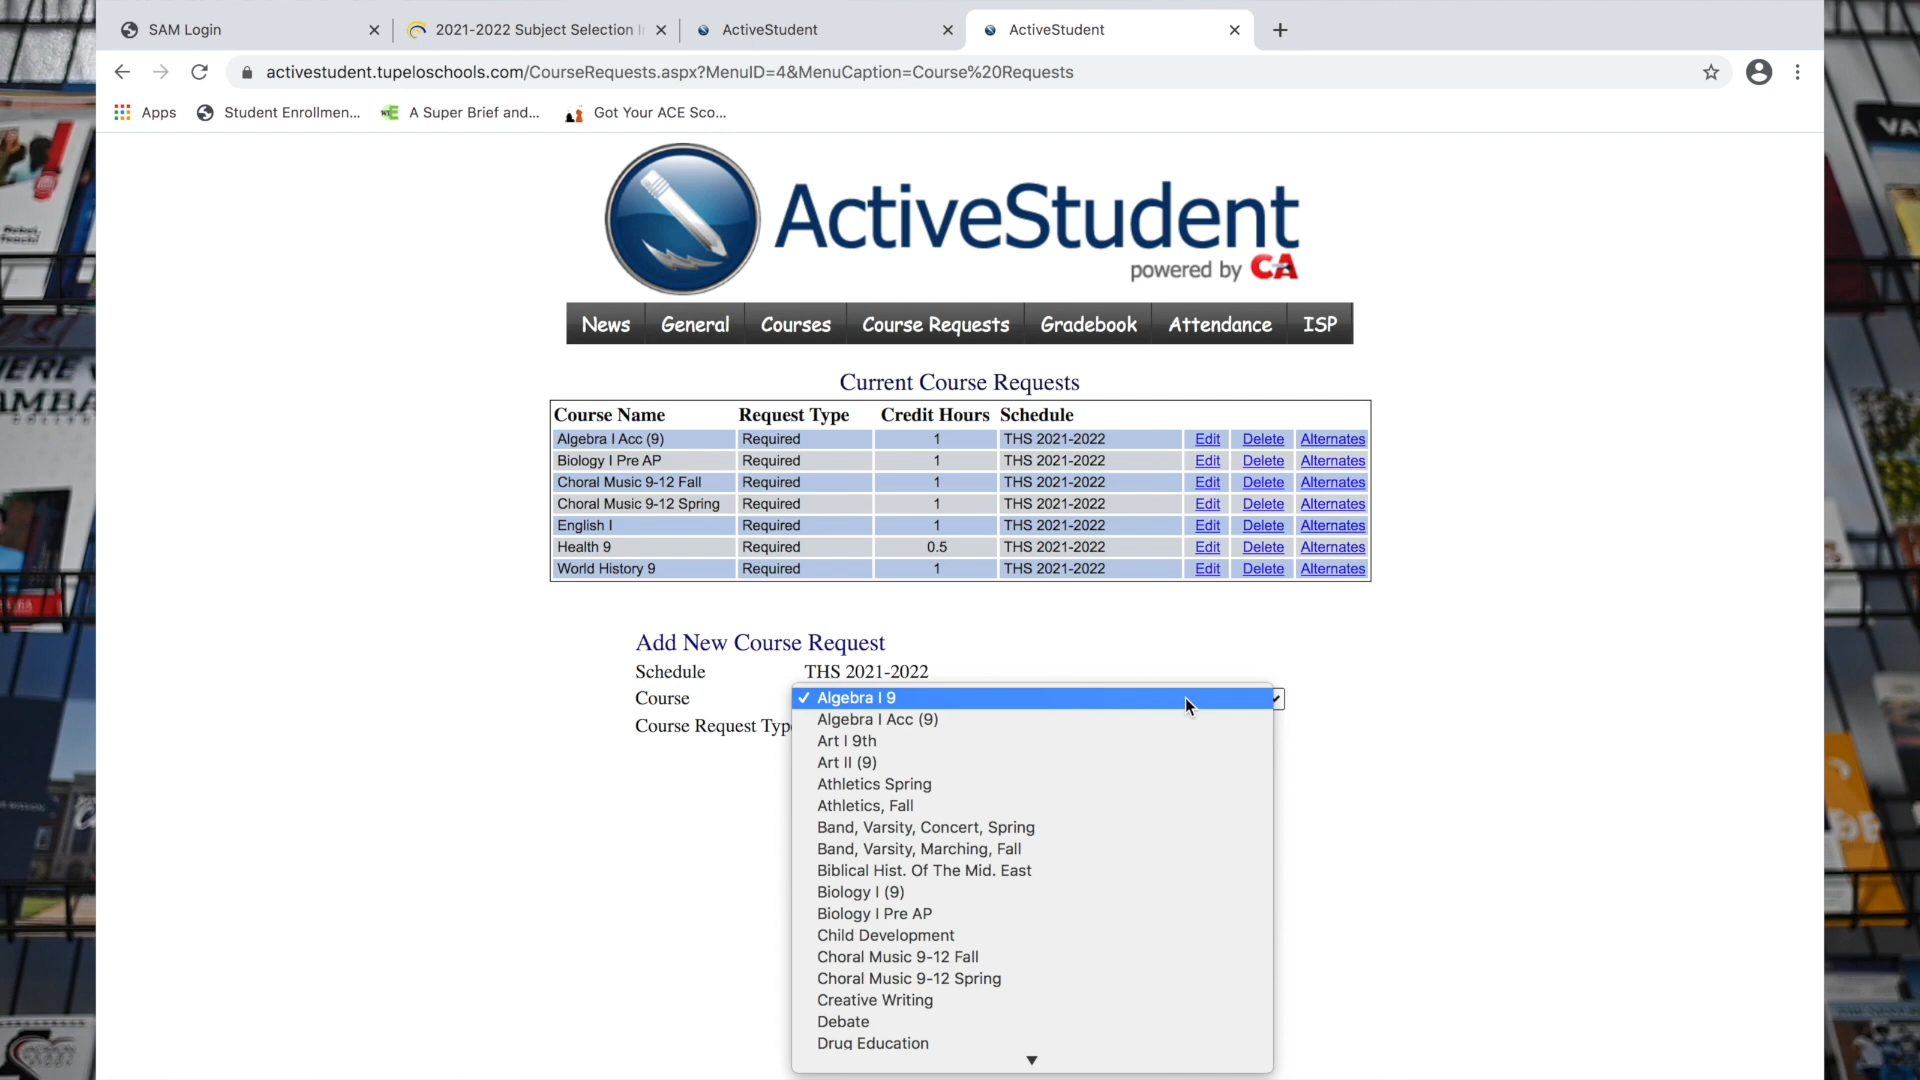 SAM Login
2021-2022 Subject Selection
ActiveStudent
ActiveStudent
activestudent.tupeloschools.com/CourseRequests.aspx?MenuID=4&MenuCaption=Course%20Requests
Apps
Student Enrollmen...
A Super Brief and...
Got Your ACE Sco...
ActiveStudent
powered by CA
News General Courses Course Requests Gradebook Attendance ISP
Current Course Requests
Course Name Request Type Credit Hours Schedule
Algebra I Acc (9) Required 1 THS 2021-2022 Edit Delete Alternates
Biology I Pre AP Required 1 THS 2021-2022 Edit Delete Alternates
Choral Music 9-12 Fall Required 1 THS 2021-2022 Edit Delete Alternates
Choral Music 9-12 Spring Required 1 THS 2021-2022 Edit Delete Alternates
English I Required 1 THS 2021-2022 Edit Delete Alternates
Health 9 Required 0.5 THS 2021-2022 Edit Delete Alternates
World History 9 Required 1 THS 2021-2022 Edit Delete Alternates
Add New Course Request
Schedule THS 2021-2022
Course
Course Request Type
✓ Algebra I 9
Algebra I Acc (9)
Art I 9th
Art II (9)
Athletics Spring
Athletics, Fall
Band, Varsity, Concert, Spring
Band, Varsity, Marching, Fall
Biblical Hist. Of The Mid. East
Biology I (9)
Biology I Pre AP
Child Development
Choral Music 9-12 Fall
Choral Music 9-12 Spring
Creative Writing
Debate
Drug Education